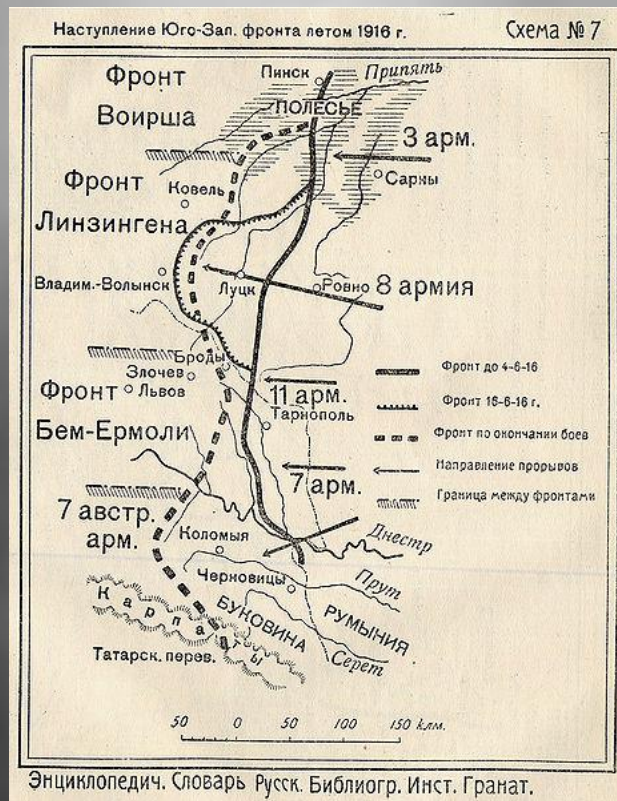 Наступление Юго-Зап. фронта летом 1916 г.
Схема № 7
Фронт
Воирша
Пинск
Припять
ПОЛЕСЬЕ
3 арм.
Сарны
Фронт
Ковель
Линзингена
Владим.-Волынск
Луцк
Ровно
8 армия
Броды
Злочев
Фронт
Львов
11 арм.
Тарнополь
Бем-Ермоли
7 арм.
Фронт до 4-6-16
Фронт 16-6-16 г.
Фронт по окончании боев
Направление прорывов
Граница между фронтами
7 австр.
арм.
Коломыя
Днестр
Черновицы
Прут
Карпаты
БУКОВИНА
РУМЫНИЯ
Серет
Татарск. перев.
50 0 50 100 150 клм.
Энциклопедич. Словарь Русск. Библиогр. Инст. Гранат.